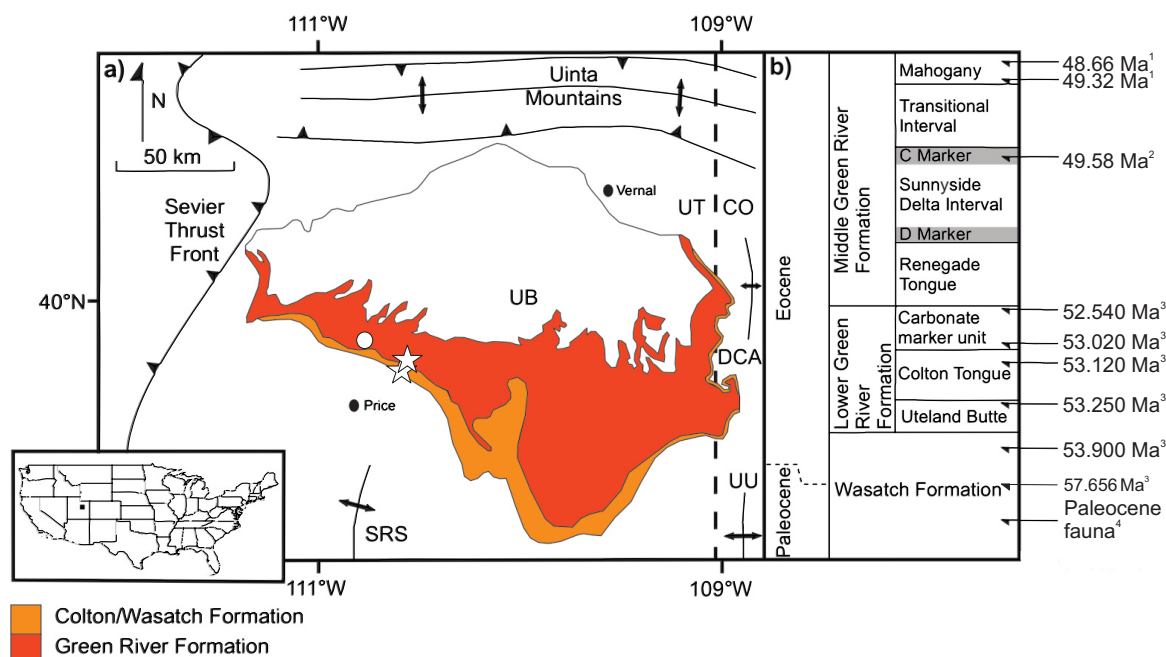 111°W
109°W
a)
N
50 km
Uinta
Mountains
Vernal
Sevier
Thrust
Front
UT
CO
40°N
UB
DCA
Price
UU
SRS
111°W
109°W
Colton/Wasatch Formation
Green River Formation
b)
Eocene
Paleocene
Middle Green River
Formation
Lower Green
River
Formation
Mahogany
Transitional
Interval
C Marker
Sunnyside
Delta Interval
D Marker
Renegade
Tongue
Carbonate
marker unit
Colton Tongue
Uteland Butte
Wasatch Formation
48.66 Ma¹
49.32 Ma¹
49.58 Ma²
52.540 Ma³
53.020 Ma³
53.120 Ma³
53.250 Ma³
53.900 Ma³
57.656 Ma³
Paleocene
fauna⁴